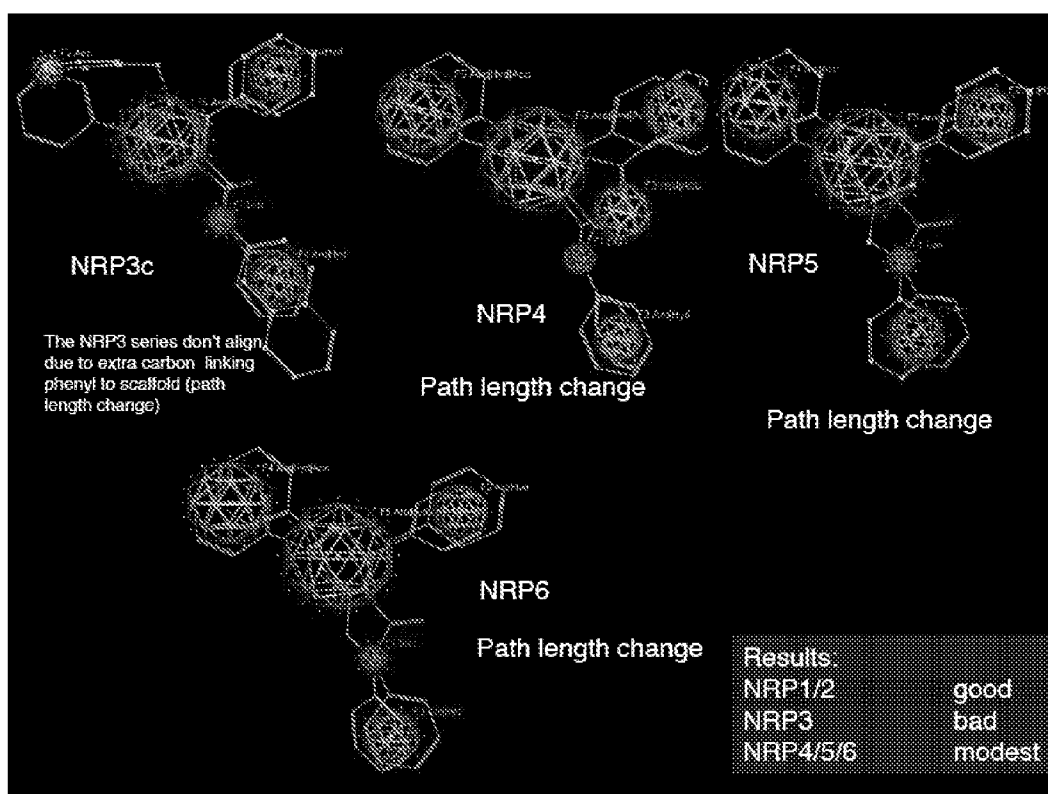 NRP3c
The NRP3 series don't align
due to extra carbon linking
phenyl to scaffold (path
length change)
NRP4
Path length change
NRP5
Path length change
NRP6
Path length change
Results:
NRP1/2 good
NRP3 bad
NRP4/5/6 modest